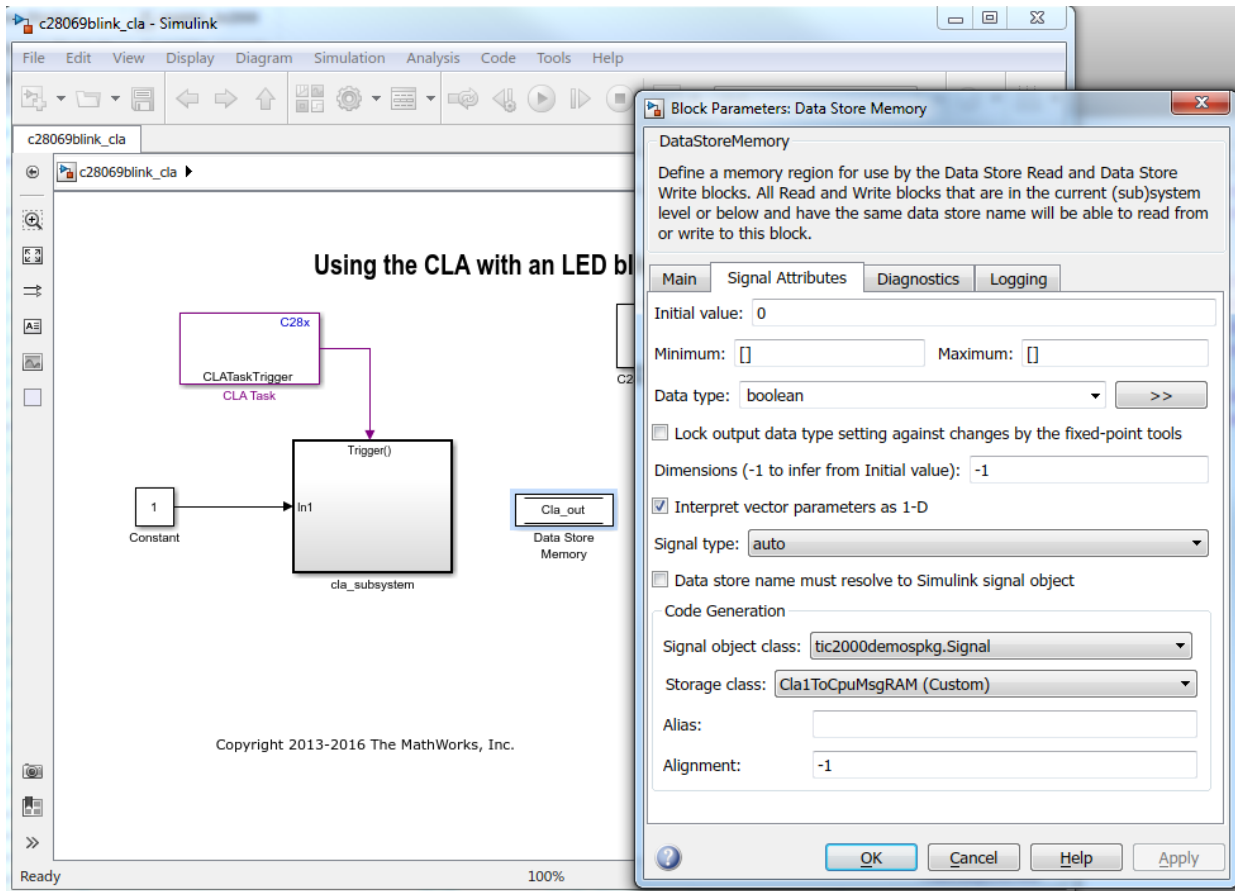 c28069blink_cla - Simulink
File Edit View Display Diagram Simulation Analysis Code Tools Help
c28069blink_cla
c28069blink_cla
Using the CLA with an LED bl
C28x
CLATaskTrigger
CLA Task
C2
Trigger()
1
In1
Constant
cla_subsystem
Cla_out
Data Store
Memory
Copyright 2013-2016 The MathWorks, Inc.
Ready 100%
Block Parameters: Data Store Memory
DataStoreMemory
Define a memory region for use by the Data Store Read and Data Store
Write blocks. All Read and Write blocks that are in the current (sub)system
level or below and have the same data store name will be able to read from
or write to this block.
Main Signal Attributes Diagnostics Logging
Initial value: 0
Minimum: [] Maximum: []
Data type: boolean >>
Lock output data type setting against changes by the fixed-point tools
Dimensions (-1 to infer from Initial value): -1
Interpret vector parameters as 1-D
Signal type: auto
Data store name must resolve to Simulink signal object
Code Generation
Signal object class: tic2000demospkg.Signal
Storage class: Cla1ToCpuMsgRAM (Custom)
Alias:
Alignment: -1
OK Cancel Help Apply